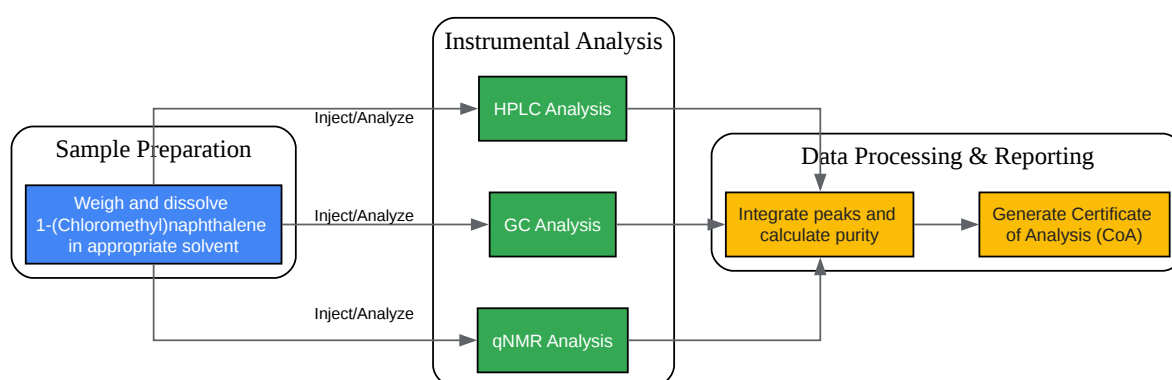 Instrumental Analysis
HPLC Analysis
Inject/Analyze
Sample Preparation
Data Processing & Reporting
Weigh and dissolve
1-(Chloromethyl)naphthalene
in appropriate solvent
Inject/Analyze
GC Analysis
Integrate peaks and
calculate purity
Generate Certificate
of Analysis (CoA)
Inject/Analyze
qNMR Analysis